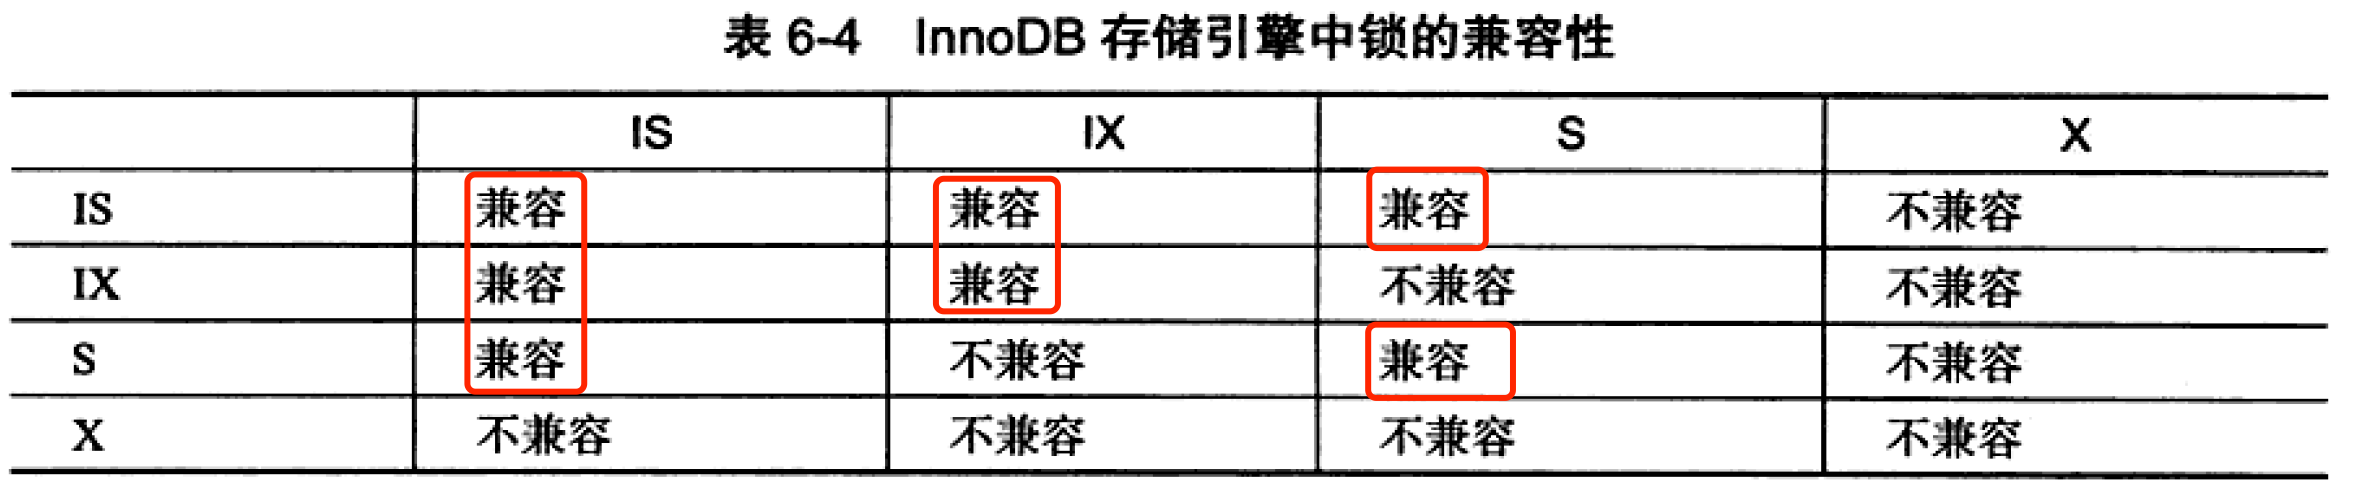 表 6-4 InnoDB 存储引擎中锁的兼容性
IS IX S X
IS 兼容 兼容 兼容 不兼容
IX 兼容 兼容 不兼容 不兼容
S 兼容 不兼容 兼容 不兼容
X 不兼容 不兼容 不兼容 不兼容